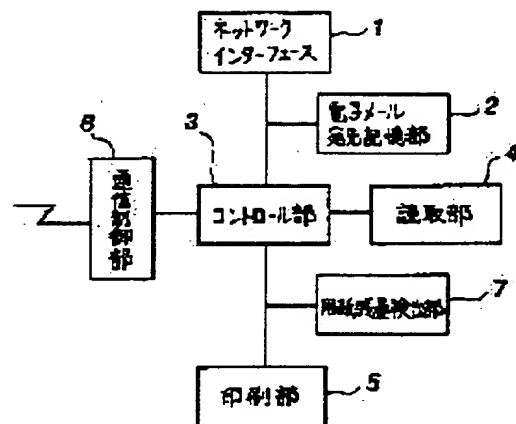 ネットワーク
インターフェース
1
電子メール
宛先記憶部
2
3
8
通信制御部
コントロール部
4
読取部
7
用紙残量検出部
5
印刷部